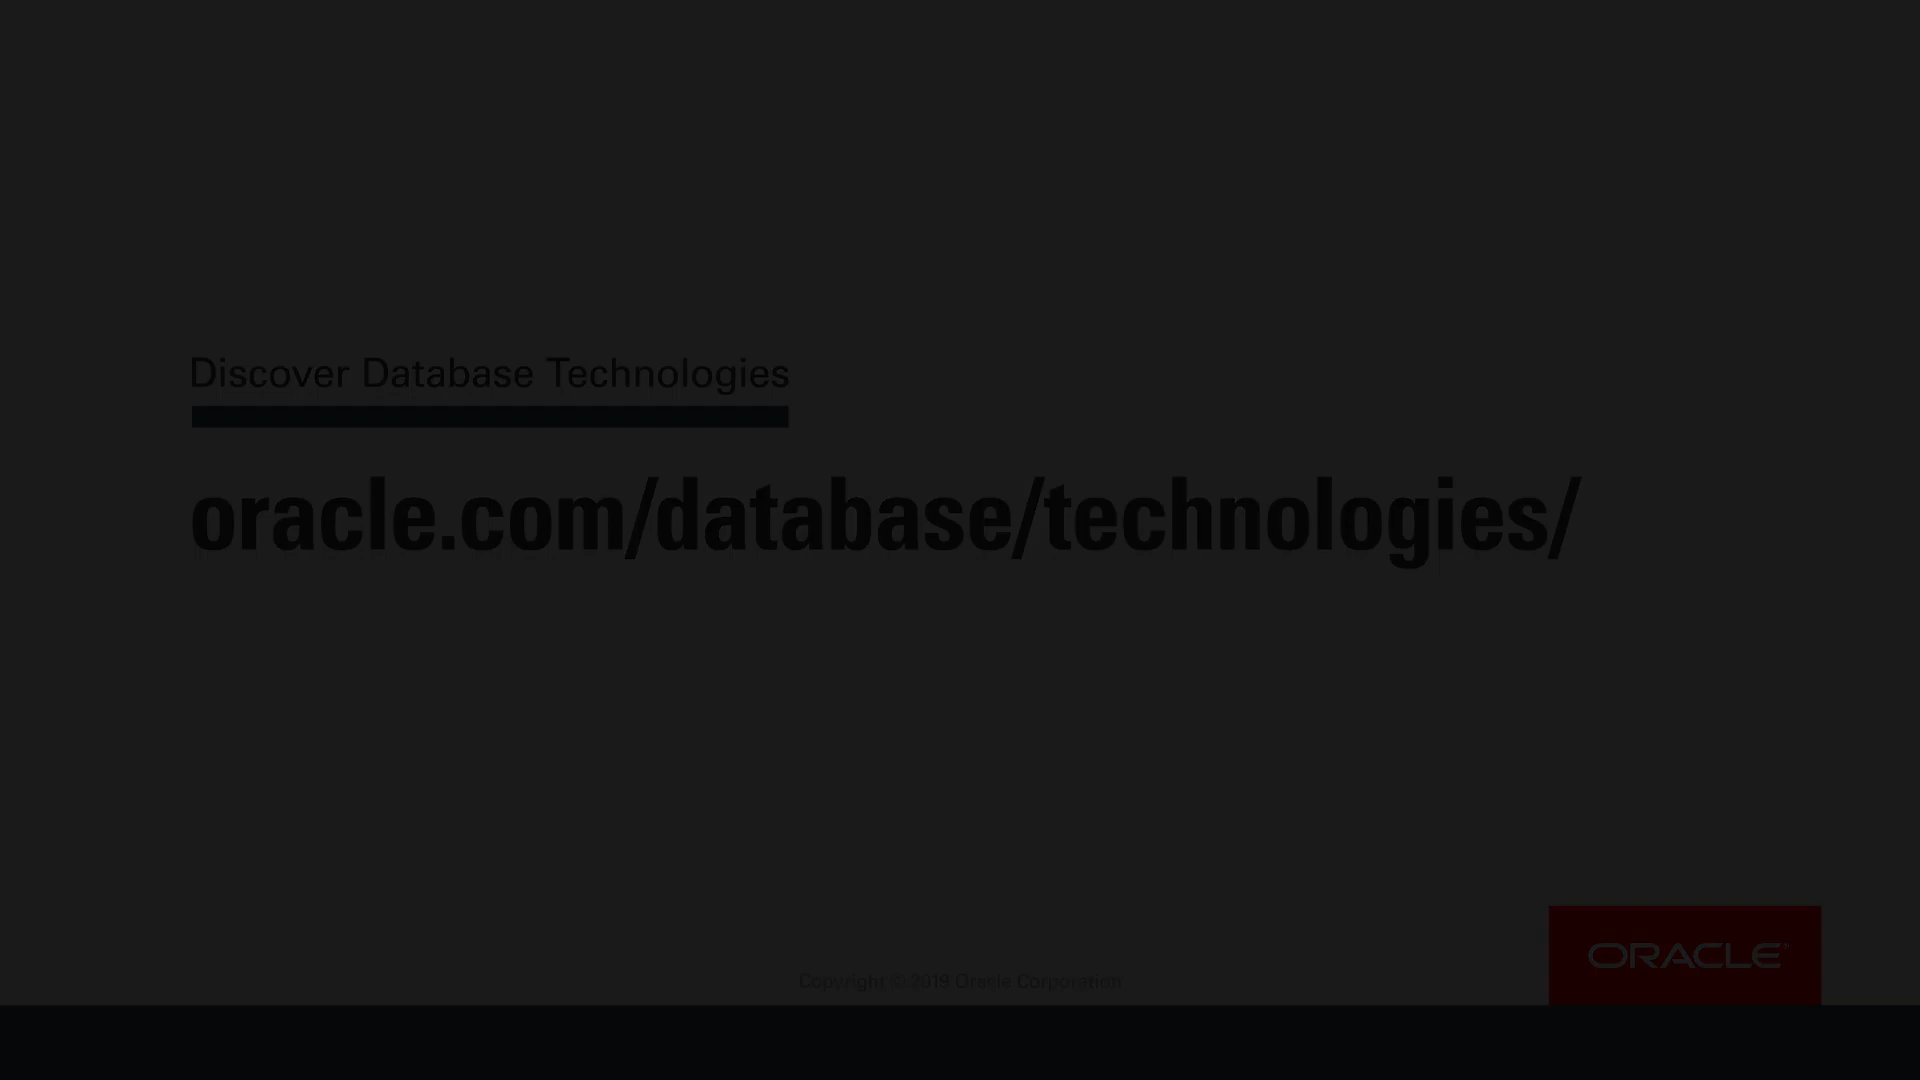 Discover Database Technologies
oracle.com/database/technologies/
ORACLE®
Copyright © 2019 Oracle Corporation